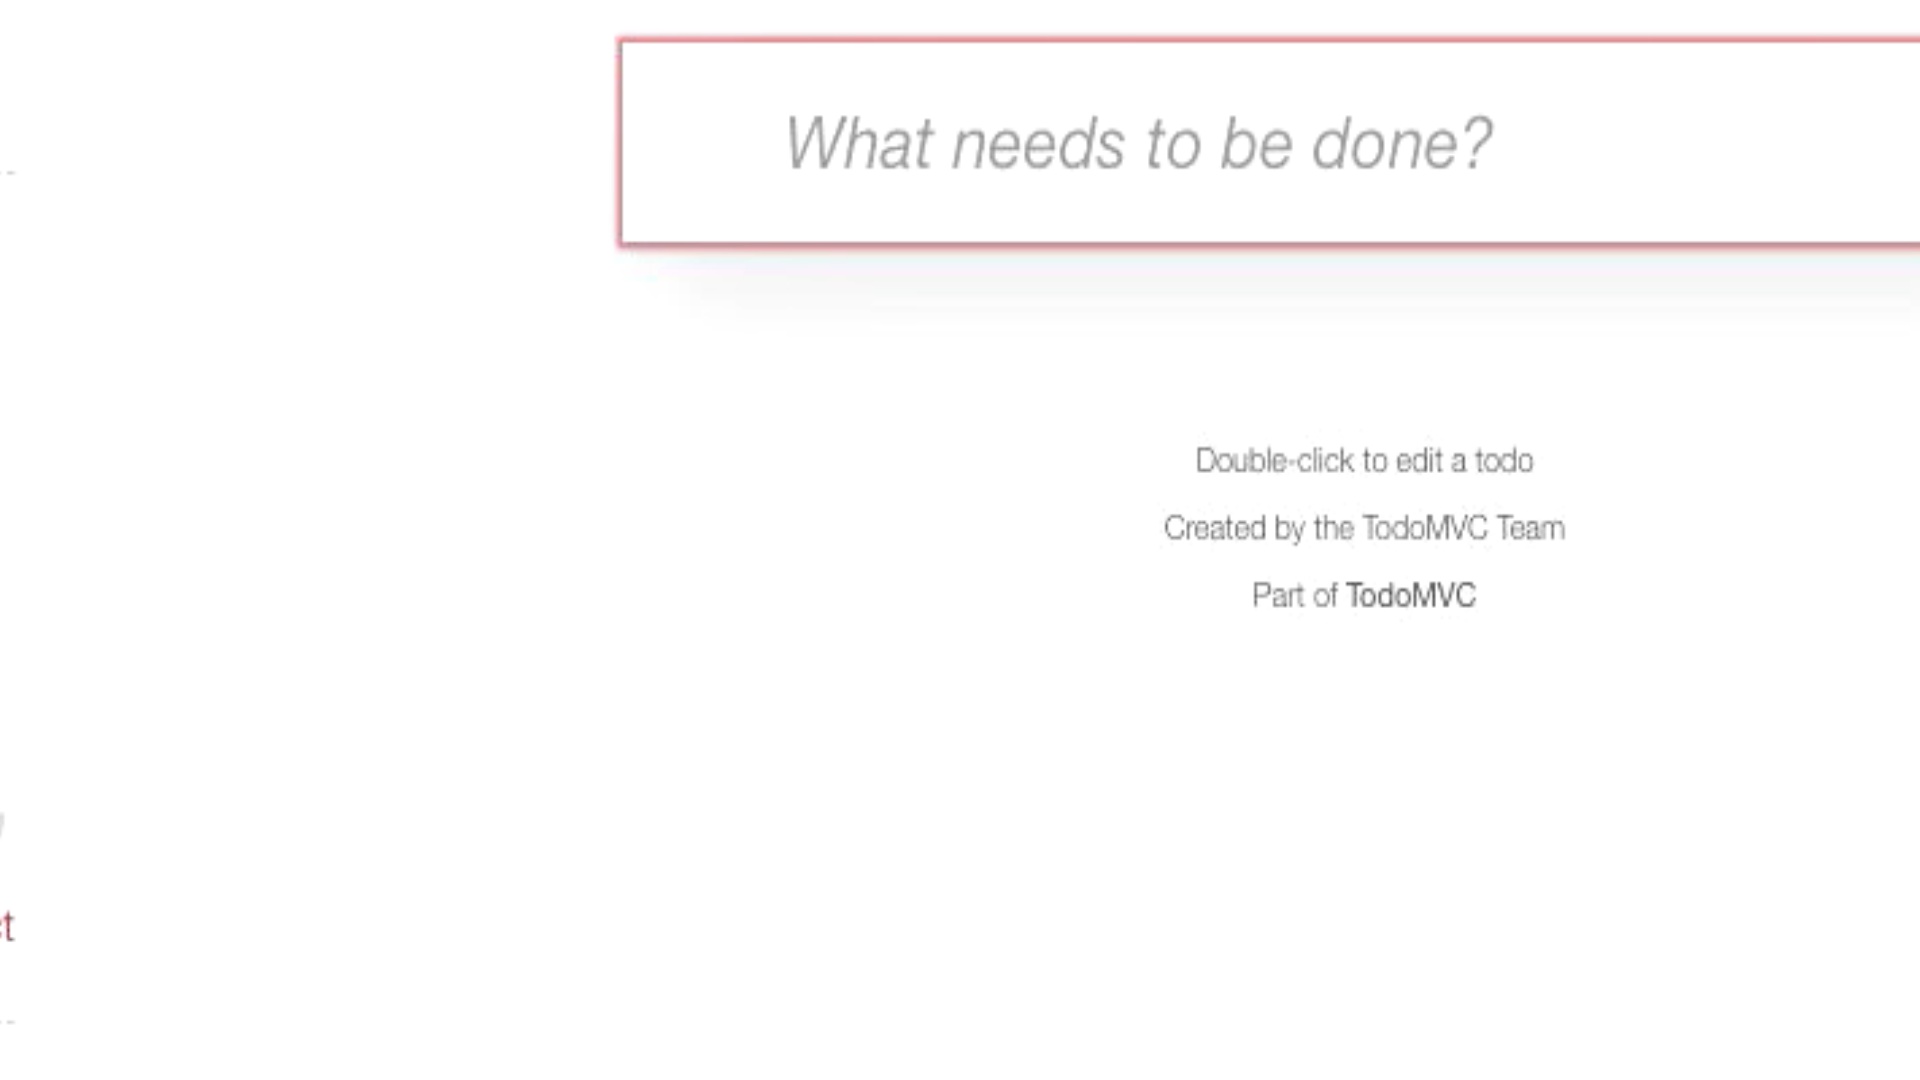 What needs to be done?
Double-click to edit a todo
Created by the TodoMVC Team
Part of TodoMVC